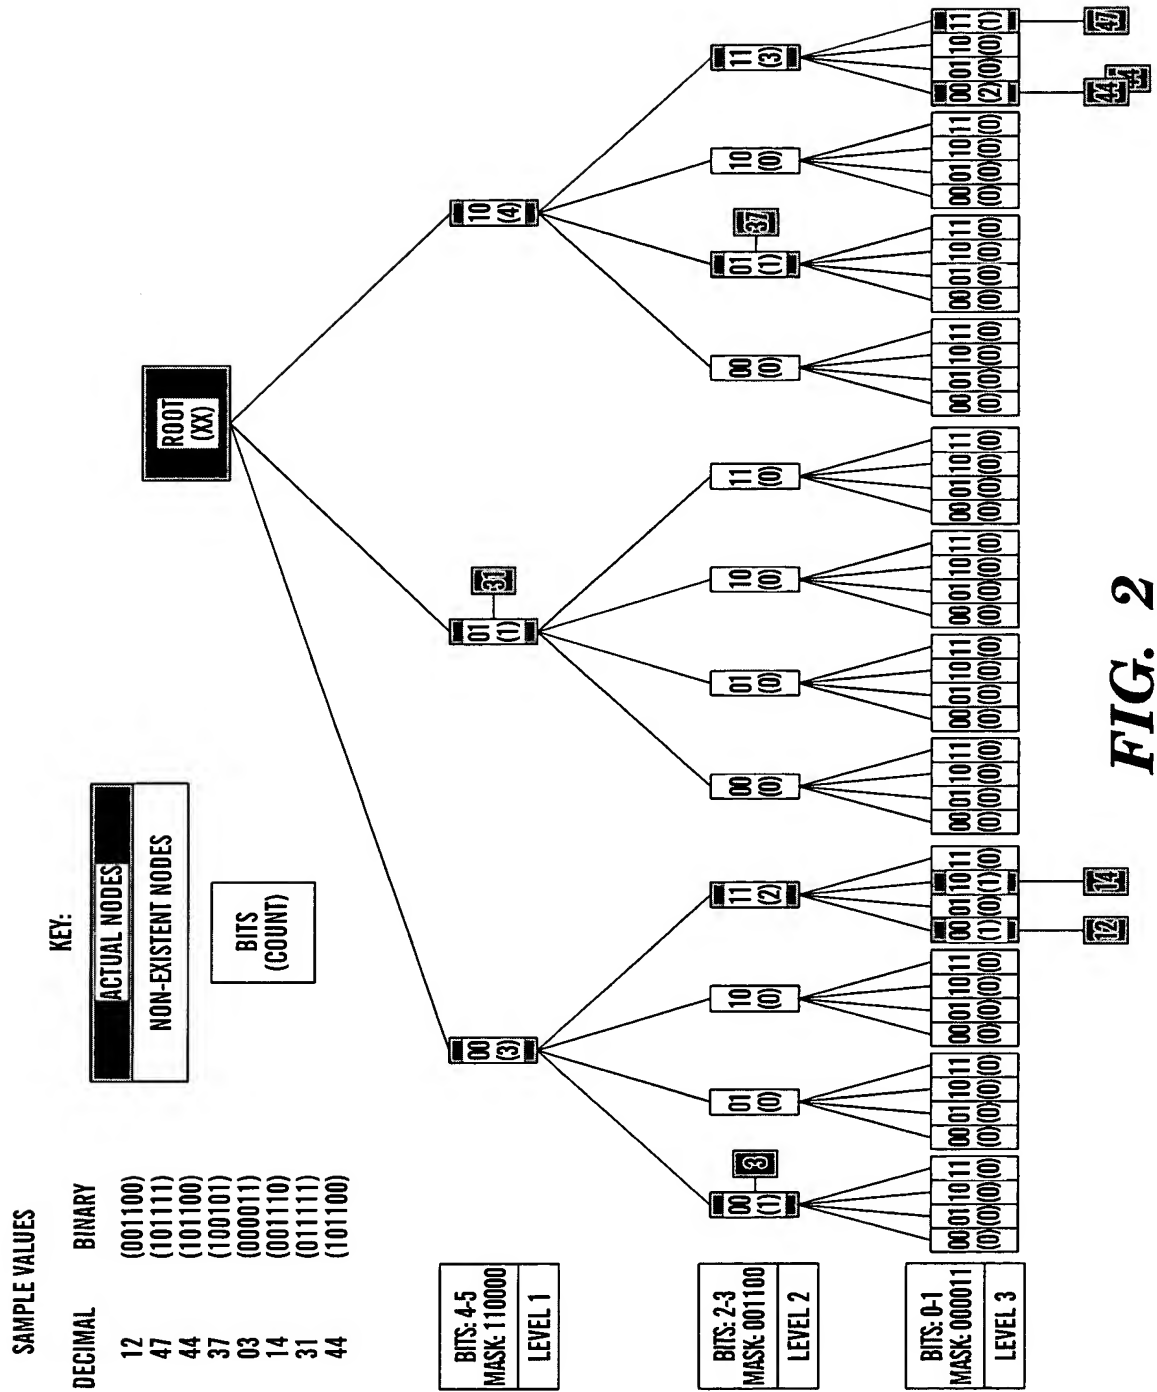 SAMPLE VALUES
DECIMAL BINARY
12 (001100)
47 (101111)
44 (101100)
37 (100101)
03 (000011)
14 (001110)
31 (011111)
44 (101100)
KEY:
ACTUAL NODES
NON-EXISTENT NODES
BITS
(COUNT)
ROOT
(XX)
BITS: 4-5
MASK: 110000
LEVEL 1
00
(3)
01
(1)
31
10
(4)
BITS: 2-3
MASK: 001100
LEVEL 2
00
(1)
3
01
(0)
10
(0)
11
(2)
00
(0)
01
(0)
10
(0)
11
(0)
00
(0)
01
(1)
37
10
(0)
11
(3)
BITS: 0-1
MASK: 000011
LEVEL 3
00 01 10 11
(0) (0) (0) (0)
00 01 10 11
(0) (0) (0) (0)
00 01 10 11
(0) (0) (0) (0)
00 01 10 11
(1) (0) (1) (0)
00 01 10 11
(0) (0) (0) (0)
00 01 10 11
(0) (0) (0) (0)
00 01 10 11
(0) (0) (0) (0)
00 01 10 11
(0) (0) (0) (0)
00 01 10 11
(0) (0) (0) (0)
00 01 10 11
(0) (0) (0) (0)
00 01 10 11
(0) (0) (0) (0)
00 01 10 11
(2) (0) (0) (1)
12
14
44
44
47
FIG. 2